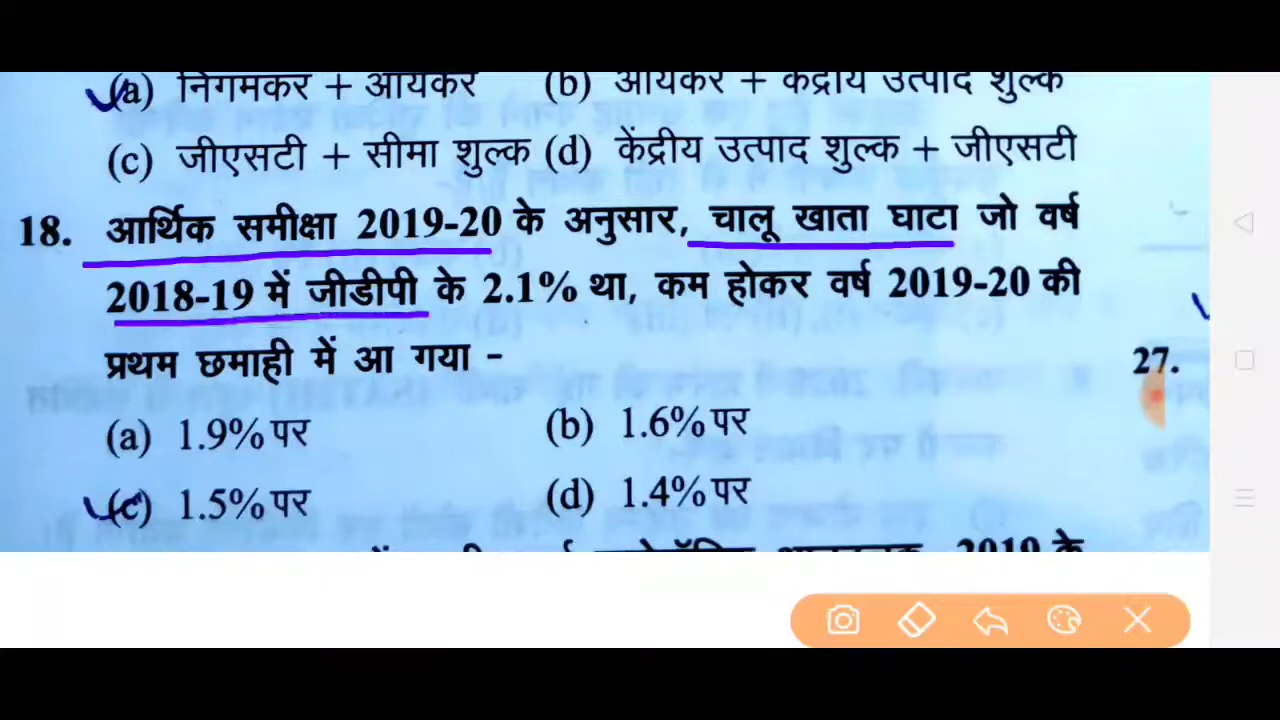 (a) निगमकर + आयकर (b) आयकर + केंद्रीय उत्पाद शुल्क
(c) जीएसटी + सीमा शुल्क (d) केंद्रीय उत्पाद शुल्क + जीएसटी
18. आर्थिक समीक्षा 2019-20 के अनुसार, चालू खाता घाटा जो वर्ष
2018-19 में जीडीपी के 2.1% था, कम होकर वर्ष 2019-20 की
प्रथम छमाही में आ गया -
(a) 1.9% पर (b) 1.6% पर
(c) 1.5% पर (d) 1.4% पर
2019 के
27.